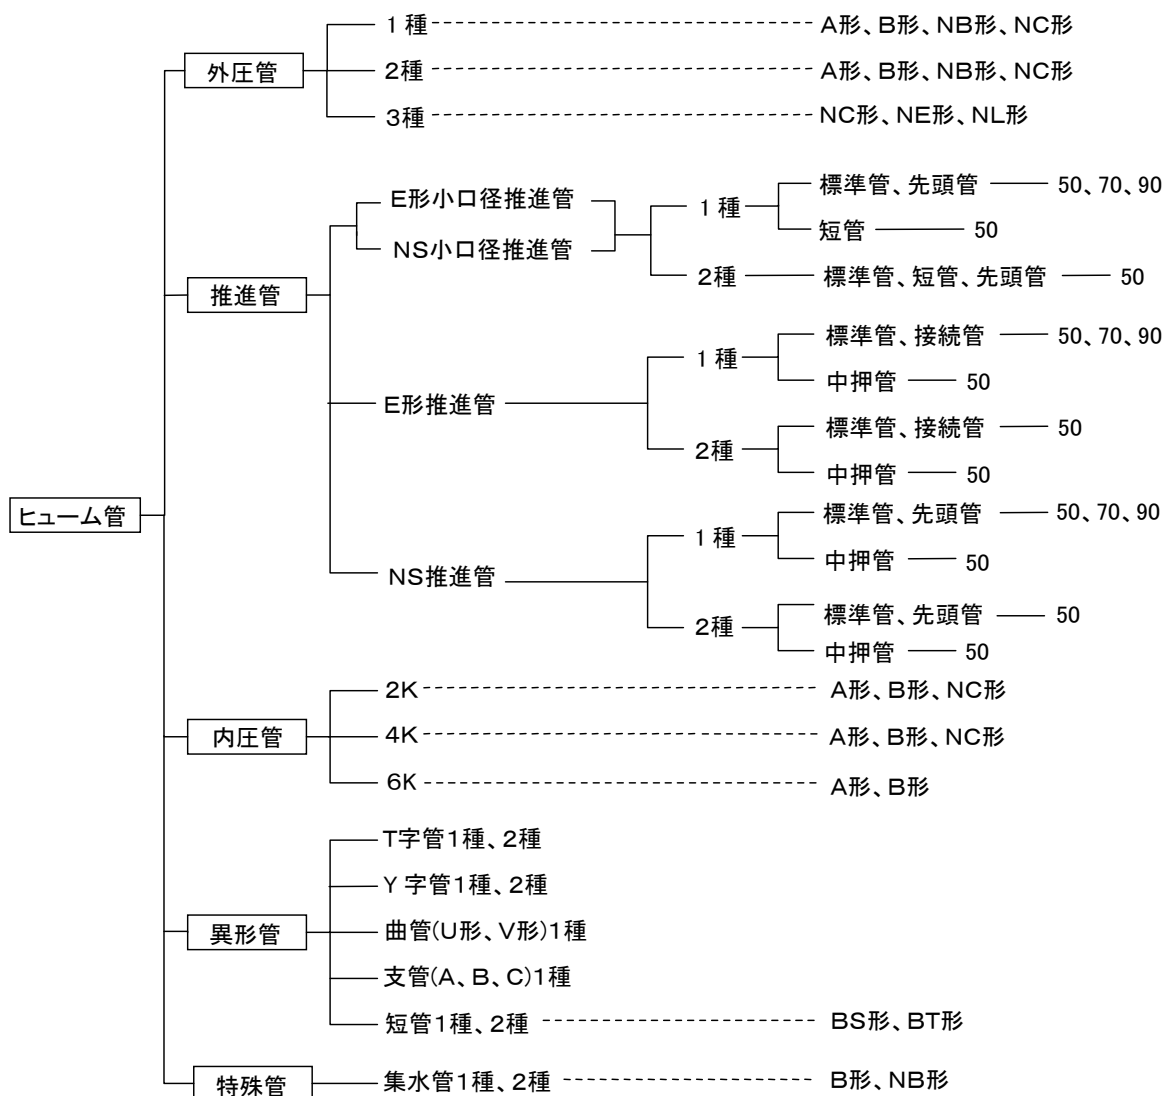 1種 A形、B形、NB形、NC形
外圧管 2種 A形、B形、NB形、NC形
3種 NC形、NE形、NL形
標準管、先頭管 50、70、90
E形小口径推進管 1種
短管 50
NS小口径推進管
推進管 2種 標準管、短管、先頭管 50
標準管、接続管 50、70、90
1種
中押管 50
E形推進管
標準管、接続管 50
2種
中押管 50
ヒューム管 標準管、先頭管 50、70、90
1種
中押管 50
NS推進管
標準管、先頭管 50
2種
中押管 50
2K A形、B形、NC形
内圧管 4K A形、B形、NC形
6K A形、B形
T字管1種、2種
Y字管1種、2種
異形管 曲管(U形、V形)1種
支管(A、B、C)1種
短管1種、2種 BS形、BT形
特殊管 集水管1種、2種 B形、NB形